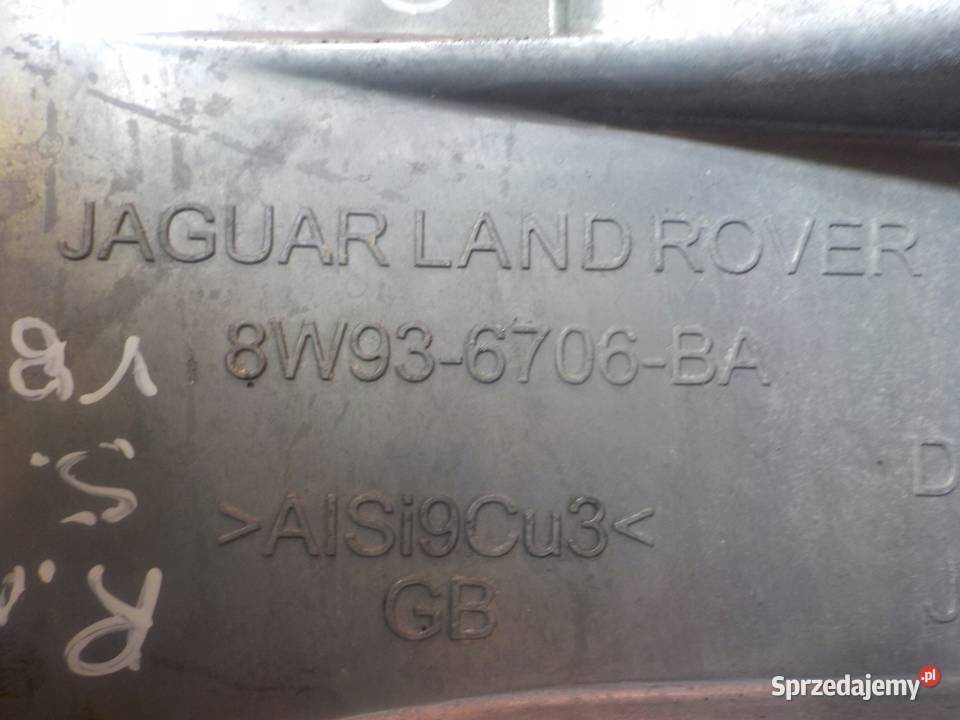 JAGUAR LAND ROVER
8W93-6706-BA
>AlSi9Cu3<
GB
D
J
Sprzedajemy.pl